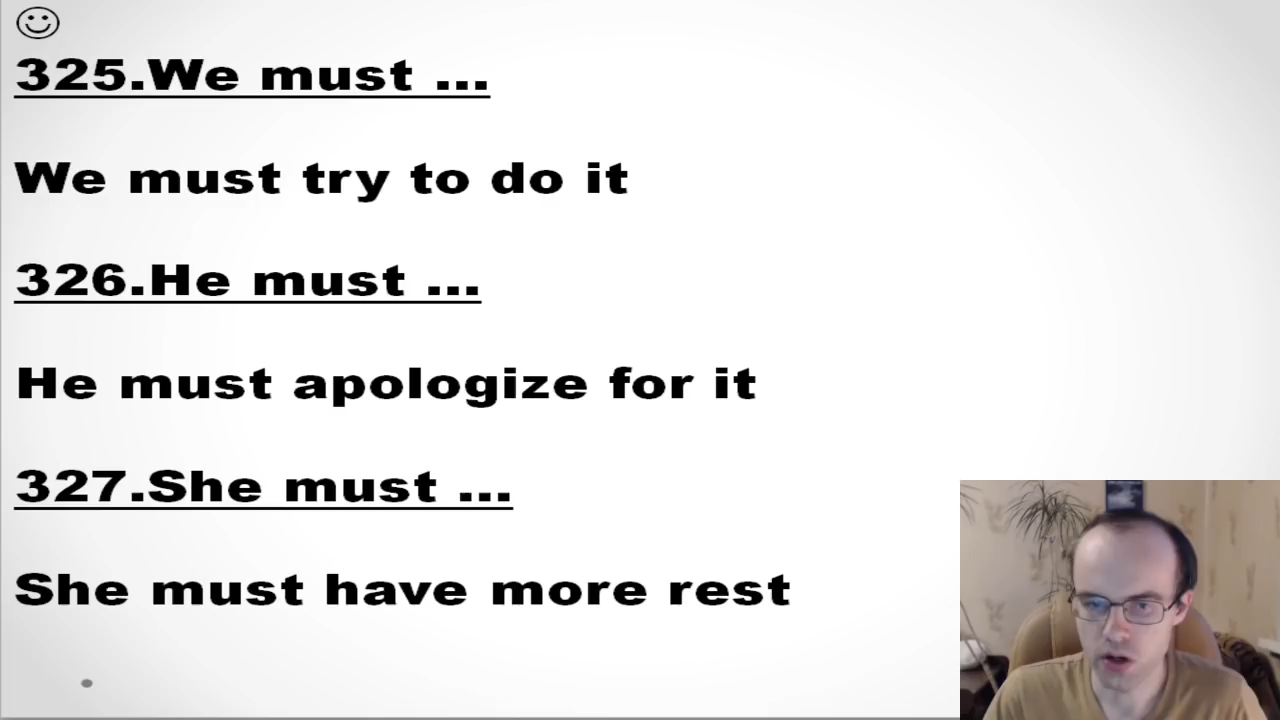 325.We must ...
We must try to do it
326.He must ...
He must apologize for it
327.She must ...
She must have more rest